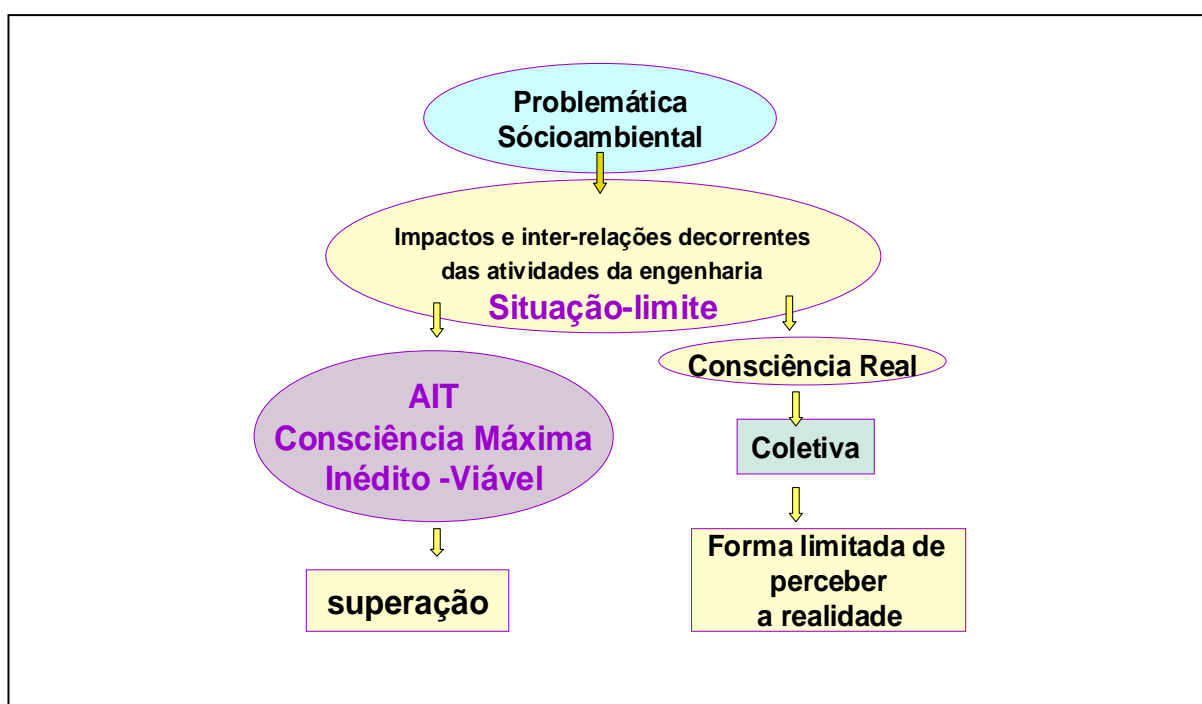 Problemática
Sócioambiental
Impactos e inter-relações decorrentes
das atividades da engenharia
Situação-limite
AIT
Consciência Máxima
Inédito -Viável
superação
Consciência Real
Coletiva
Forma limitada de
perceber
a realidade